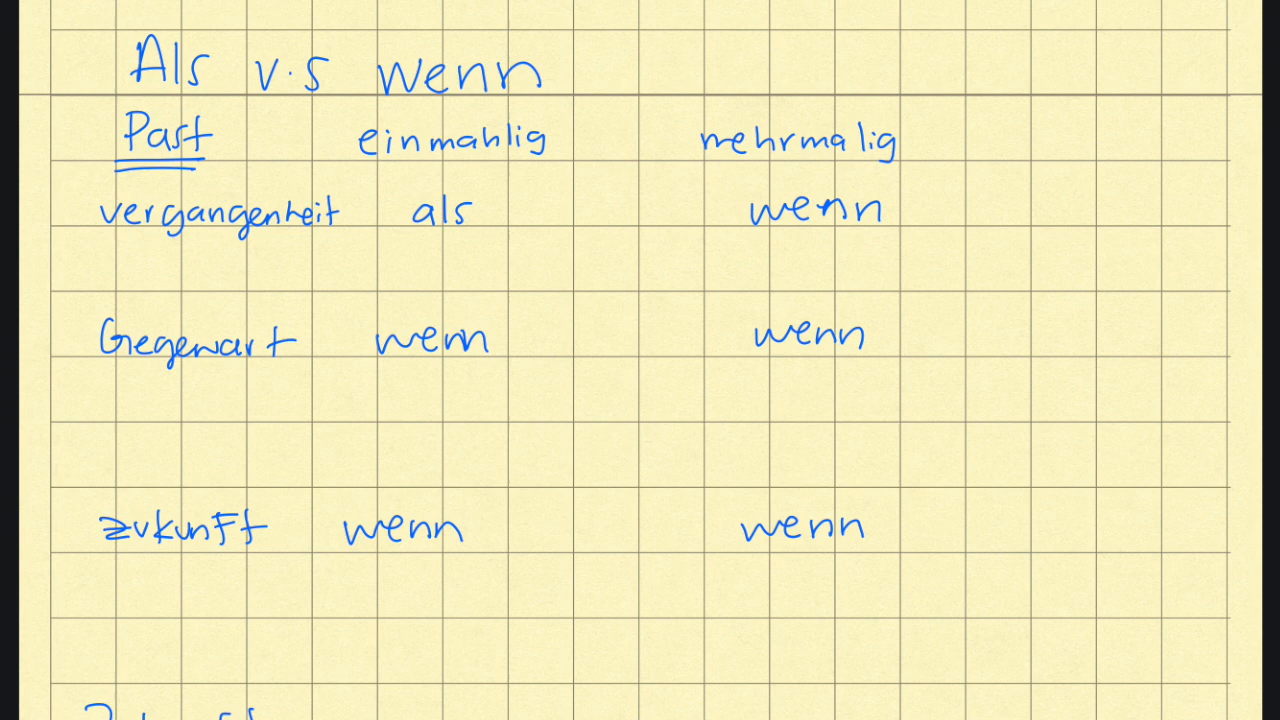 Als v.s wenn
Past einmahlig mehrmalig
vergangenheit als wenn
Gegenwart wenn wenn
Zukunft wenn wenn